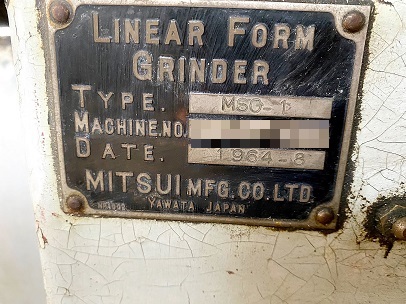 LINEAR FORM
GRINDER
TYPE. MSG-1
MACHINE.NO.
DATE. 1964-8
MITSUI MFG.CO.LTD.
YAWATA JAPAN